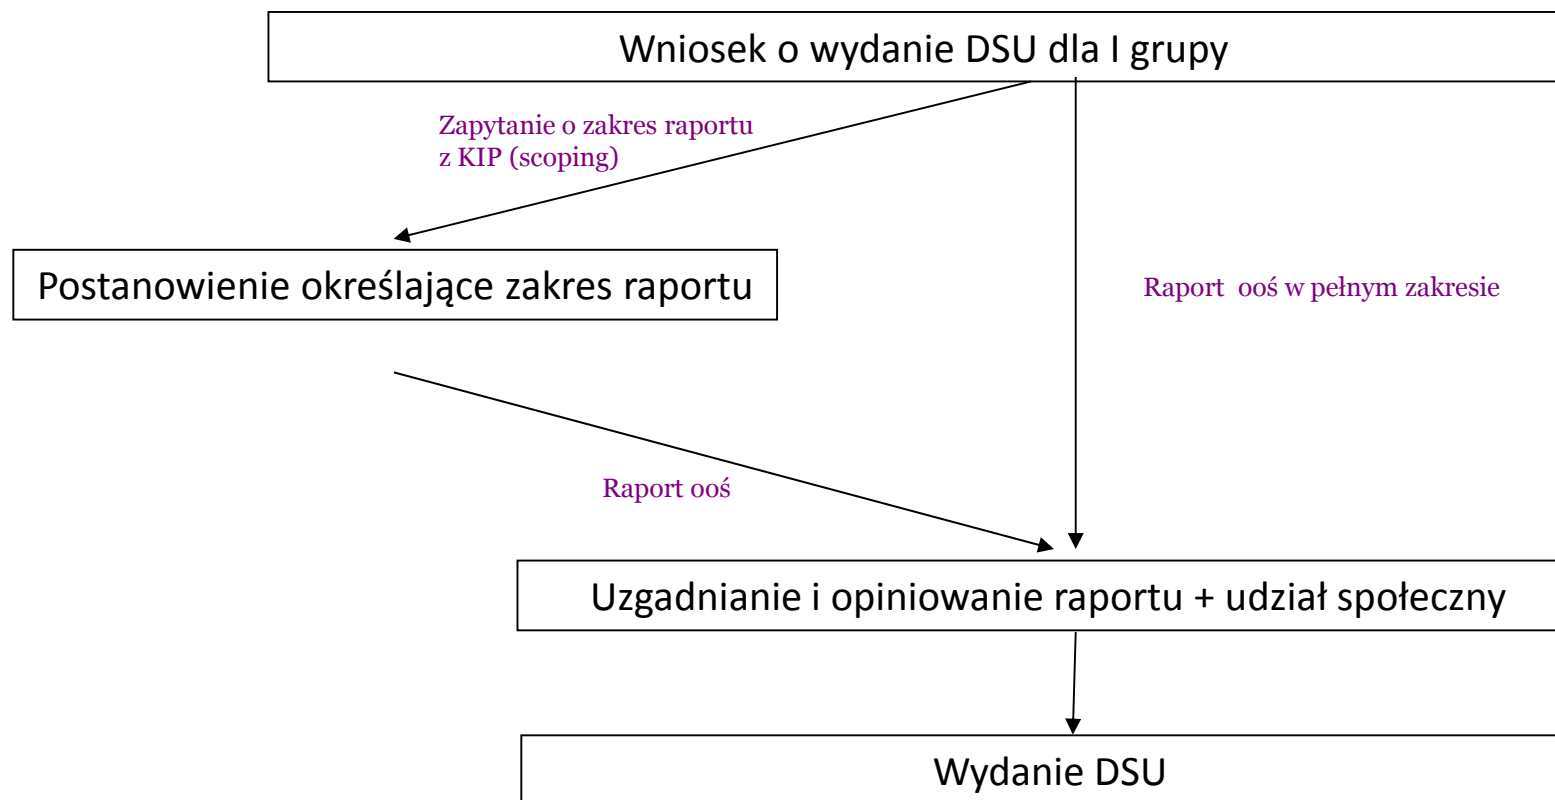 Wniosek o wydanie DSU dla I grupy
Zapytanie o zakres raportu
z KIP (scoping)
Postanowienie określające zakres raportu
Raport  ooś w pełnym zakresie
Raport ooś
Uzgadnianie i opiniowanie raportu + udział społeczny
Wydanie DSU